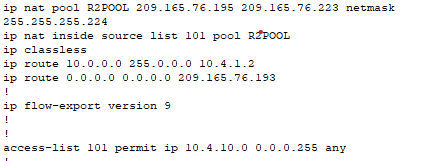 ip nat pool R2POOL 209.165.76.195 209.165.76.223 netmask
255.255.255.224
ip nat inside source list 101 pool R2POOL
ip classless
ip route 10.0.0.0 255.0.0.0 10.4.1.2
ip route 0.0.0.0 0.0.0.0 209.165.76.193
!
ip flow-export version 9
!
!
access-list 101 permit ip 10.4.10.0 0.0.0.255 any
!